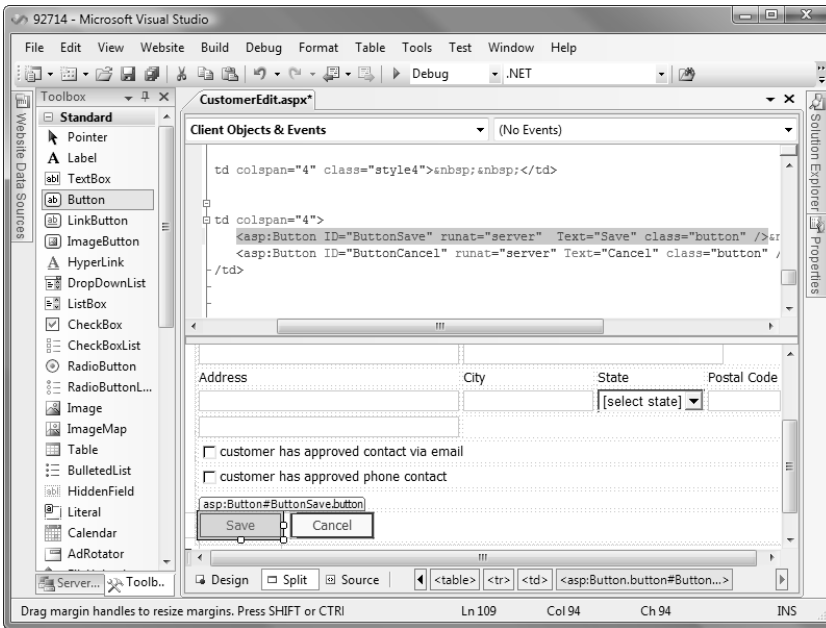 92714 - Microsoft Visual Studio
File Edit View Website Build Debug Format Table Tools Test Window Help
Debug .NET
Toolbox
Website Data Sources
Standard
Pointer
Label
TextBox
Button
LinkButton
ImageButton
HyperLink
DropDownList
ListBox
CheckBox
CheckBoxList
RadioButton
RadioButtonL...
Image
ImageMap
Table
BulletedList
HiddenField
Literal
Calendar
AdRotator
Server... Toolb..
CustomerEdit.aspx*
Client Objects & Events (No Events)
td colspan="4" class="style4">&nbsp;&nbsp;</td>
td colspan="4">
<asp:Button ID="ButtonSave" runat="server" Text="Save" class="button" />
<asp:Button ID="ButtonCancel" runat="server" Text="Cancel" class="button" /
/td>
Address City State Postal Code
[select state]
customer has approved contact via email
customer has approved phone contact
asp:Button#ButtonSave.button
Save Cancel
Design Split Source <table> <tr> <td> <asp:Button.button#Button...>
Solution Explorer
Properties
Drag margin handles to resize margins. Press SHIFT or CTRl Ln 109 Col 94 Ch 94 INS